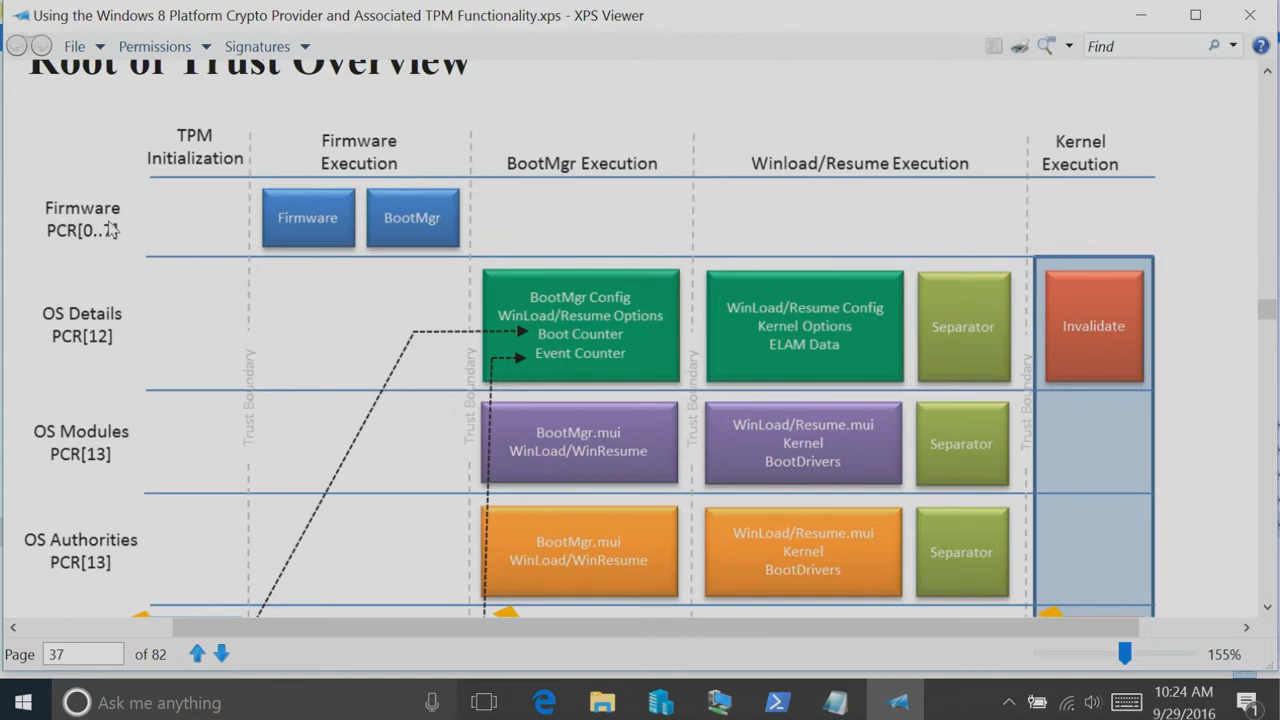 Using the Windows 8 Platform Crypto Provider and Associated TPM Functionality.xps - XPS Viewer
File Permissions Signatures Find
Root of Trust Overview
TPM
Initialization
Firmware
Execution
BootMgr Execution
Winload/Resume Execution
Kernel
Execution
Firmware
PCR[0..
Firmware
BootMgr
OS Details
PCR[12]
BootMgr Config
WinLoad/Resume Options
Boot Counter
Event Counter
WinLoad/Resume Config
Kernel Options
ELAM Data
Separator
Invalidate
Trust Boundary
Trust Boundary
Trust Boundary
Trust Boundary
OS Modules
PCR[13]
BootMgr.mui
WinLoad/WinResume
WinLoad/Resume.mui
Kernel
BootDrivers
Separator
OS Authorities
PCR[13]
BootMgr.mui
WinLoad/WinResume
WinLoad/Resume.mui
Kernel
BootDrivers
Separator
Page 37 of 82 155%
Ask me anything
10:24 AM
9/29/2016
1